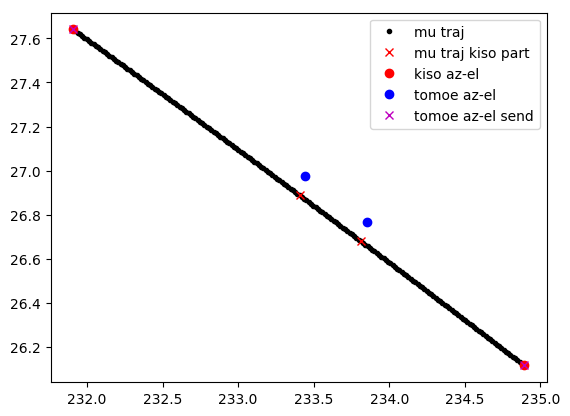 27.6
27.4
27.2
27.0
26.8
26.6
26.4
26.2
mu traj
mu traj kiso part
kiso az-el
tomoe az-el
tomoe az-el send
232.0 232.5 233.0 233.5 234.0 234.5 235.0